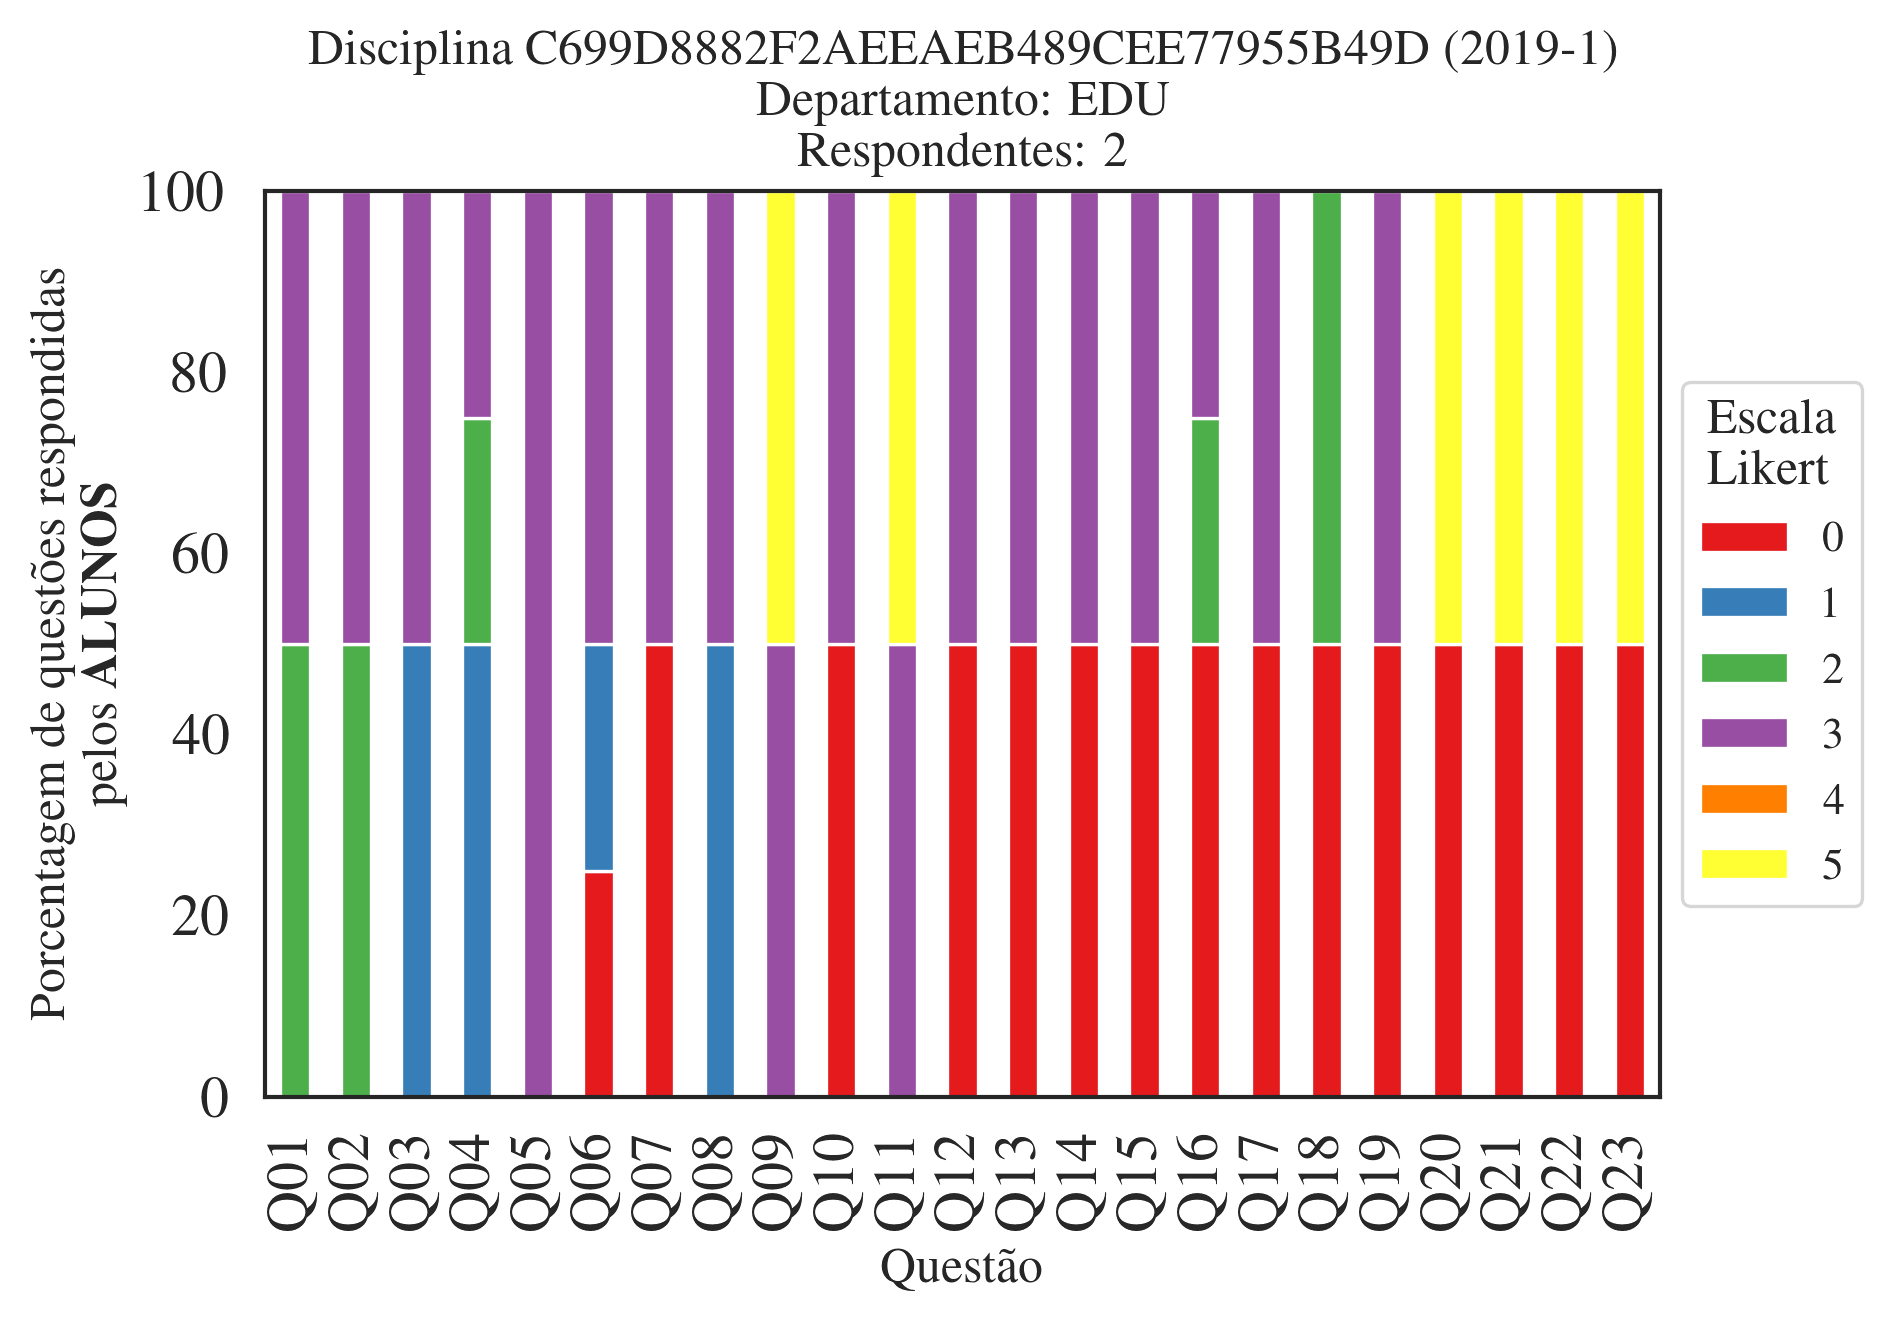 Disciplina C699D8882F2AEEAEB489CEE77955B49D (2019-1)
Departamento: EDU
Respondentes: 2
Porcentagem de questões respondidas
pelos ALUNOS
100
80
60
40
20
0
Q01
Q02
Q03
Q04
Q05
Q06
Q07
Q08
Q09
Q10
Q11
Q12
Q13
Q14
Q15
Q16
Q17
Q18
Q19
Q20
Q21
Q22
Q23
Questão
Escala
Likert
0
1
2
3
4
5